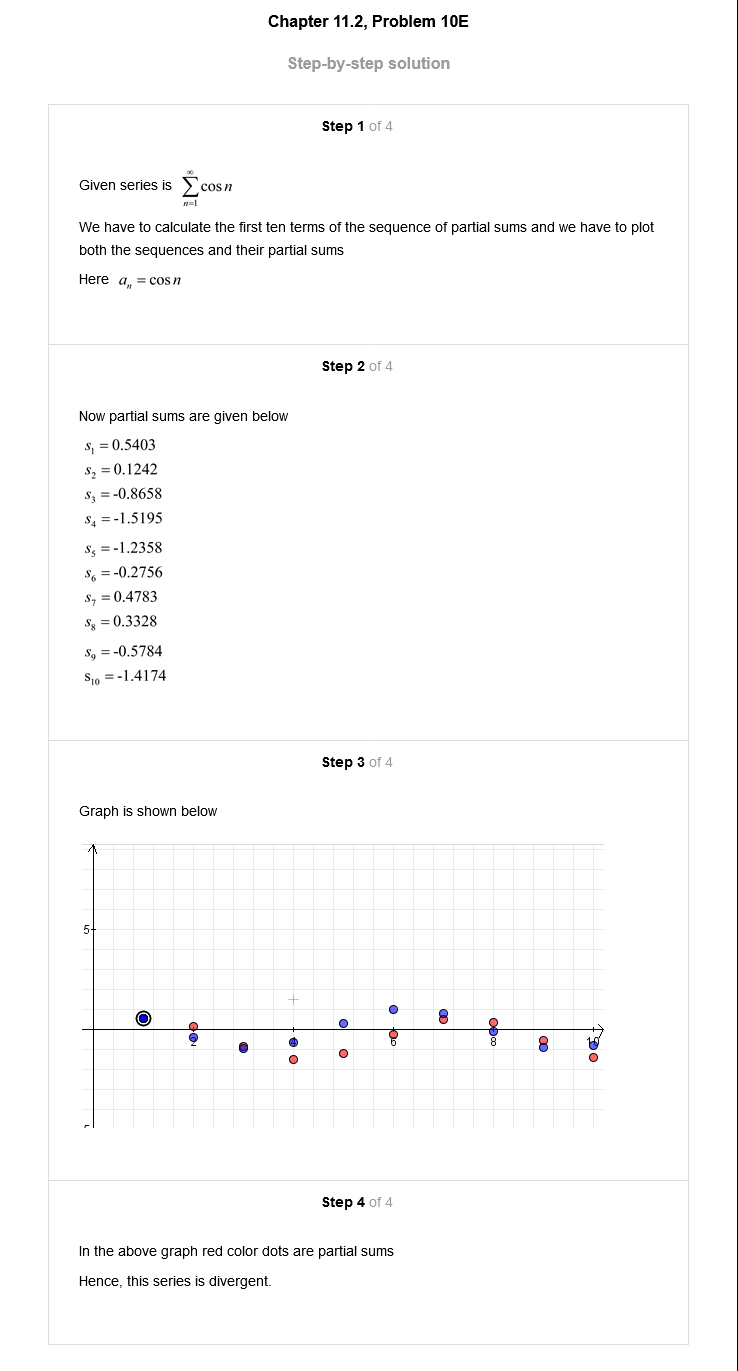 Chapter 11.2, Problem 10E
Step-by-step solution
Step 1 of 4
Given series is ∑_{n=1}^{∞} cos n
We have to calculate the first ten terms of the sequence of partial sums and we have to plot
both the sequences and their partial sums
Here a_n = cos n
Step 2 of 4
Now partial sums are given below
s_1 = 0.5403
s_2 = 0.1242
s_3 = -0.8658
s_4 = -1.5195
s_5 = -1.2358
s_6 = -0.2756
s_7 = 0.4783
s_8 = 0.3328
s_9 = -0.5784
s_10 = -1.4174
Step 3 of 4
Graph is shown below
5
2 4 6 8 10
Step 4 of 4
In the above graph red color dots are partial sums
Hence, this series is divergent.